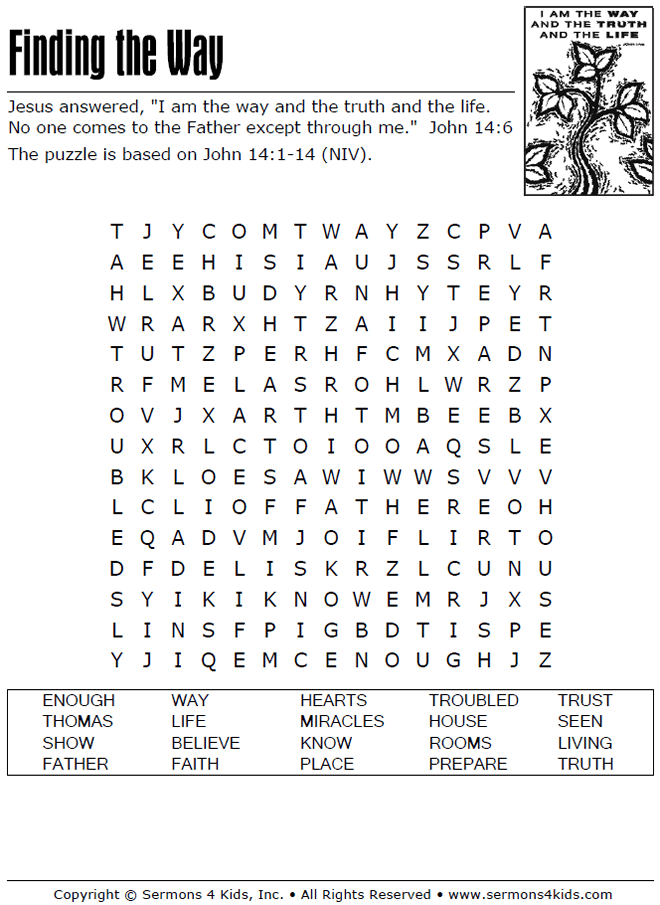 Finding the Way
I AM THE WAY
AND THE TRUTH
AND THE LIFE
JOHN 14:6
Jesus answered, "I am the way and the truth and the life.
No one comes to the Father except through me." John 14:6
The puzzle is based on John 14:1-14 (NIV).
T J Y C O M T W A Y Z C P V A
A E E H I S I A U J S S R L F
H L X B U D Y R N H Y T E Y R
W R A R X H T Z A I I J P E T
T U T Z P E R H F C M X A D N
R F M E L A S R O H L W R Z P
O V J X A R T H T M B E E B X
U X R L C T O I O O A Q S L E
B K L O E S A W I W W S V V V
L C L I O F F A T H E R E O H
E Q A D V M J O I F L I R T O
D F D E L I S K R Z L C U N U
S Y I K I K N O W E M R J X S
L I N S F P I G B D T I S P E
Y J I Q E M C E N O U G H J Z
ENOUGH WAY HEARTS TROUBLED TRUST
THOMAS LIFE MIRACLES HOUSE SEEN
SHOW BELIEVE KNOW ROOMS LIVING
FATHER FAITH PLACE PREPARE TRUTH
Copyright © Sermons 4 Kids, Inc. • All Rights Reserved • www.sermons4kids.com